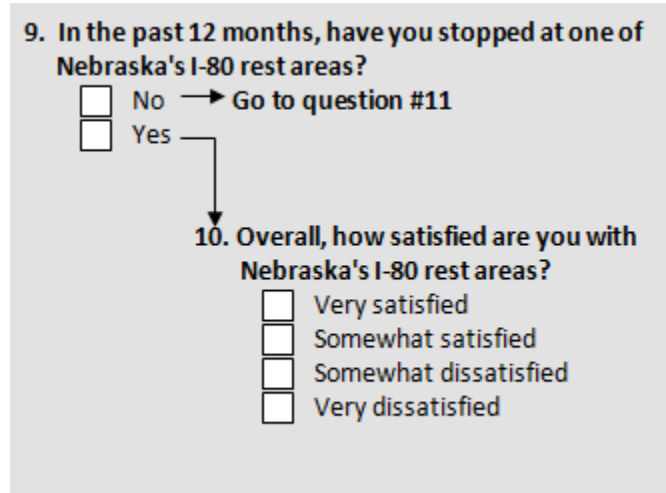 9. In the past 12 months, have you stopped at one of
Nebraska's I-80 rest areas?
No Go to question #11
Yes
10. Overall, how satisfied are you with
Nebraska's I-80 rest areas?
Very satisfied
Somewhat satisfied
Somewhat dissatisfied
Very dissatisfied